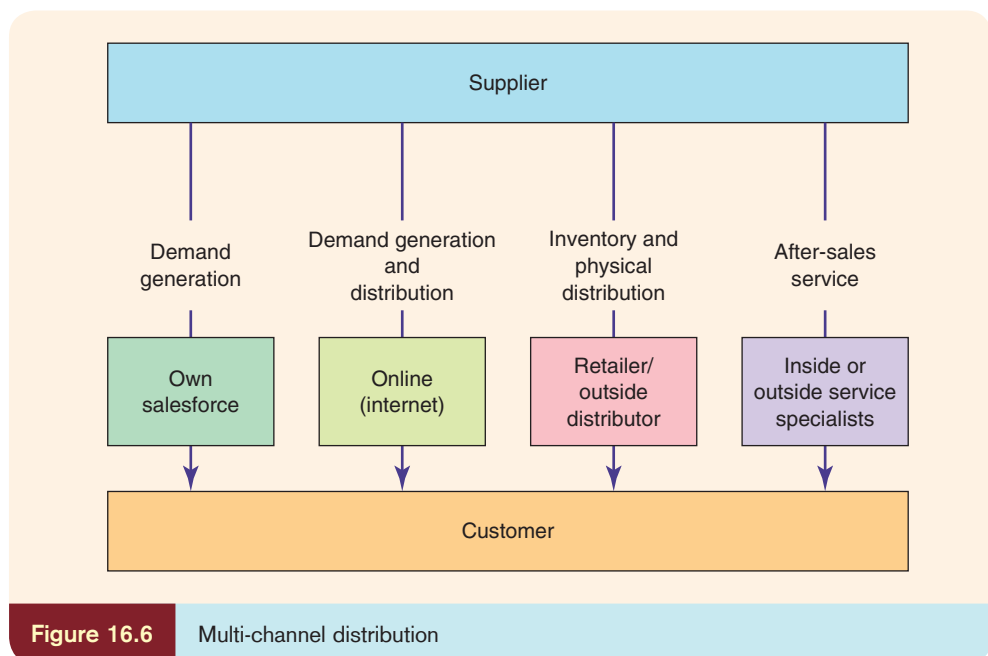 Supplier
Demand
generation
Demand generation
and
distribution
Inventory and
physical
distribution
After-sales
service
Own
salesforce
Online
(internet)
Retailer/
outside
distributor
Inside or
outside service
specialists
Customer
Figure 16.6
Multi-channel distribution